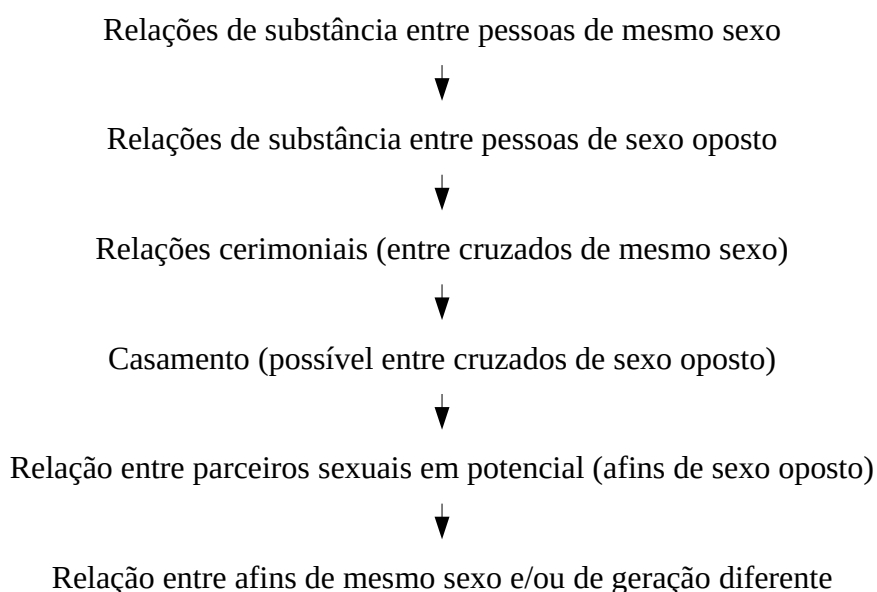 Relações de substância entre pessoas de mesmo sexo
Relações de substância entre pessoas de sexo oposto
Relações cerimoniais (entre cruzados de mesmo sexo)
Casamento (possível entre cruzados de sexo oposto)
Relação entre parceiros sexuais em potencial (afins de sexo oposto)
Relação entre afins de mesmo sexo e/ou de geração diferente